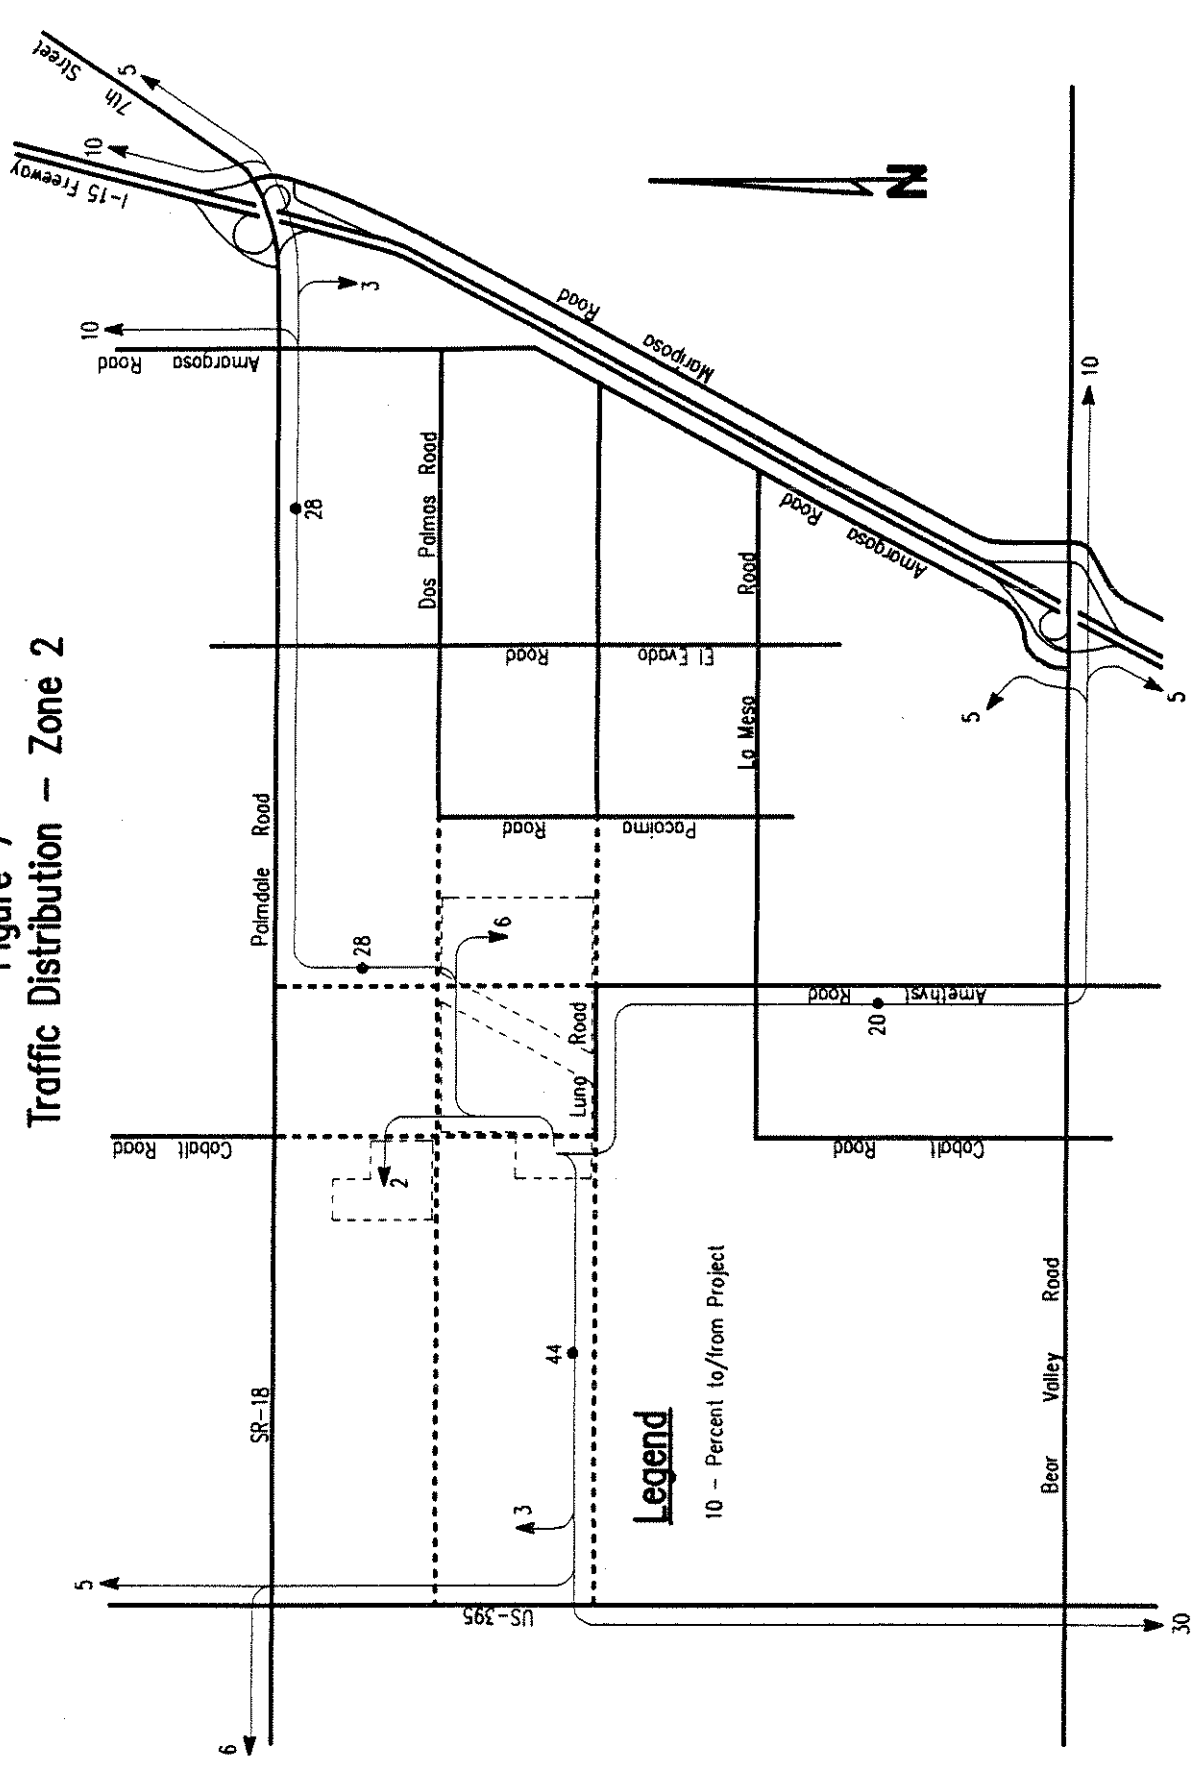 Figure 7
Traffic Distribution — Zone 2
7th Street
5
I-15 Freeway
10
3
10
Amargosa Road
28
Mariposa Road
Dos Palmas Road
Amargosa Road
El Evado Road
La Mesa Road
Pacoima Road
Palmdale Road
28
6
Luna Road
Amethyst Road
20
10
5
5
N
Cobalt Road
2
Cobalt Road
44
SR-18
3
5
US-395
6
30
Bear Valley Road
Legend
10 - Percent to/from Project